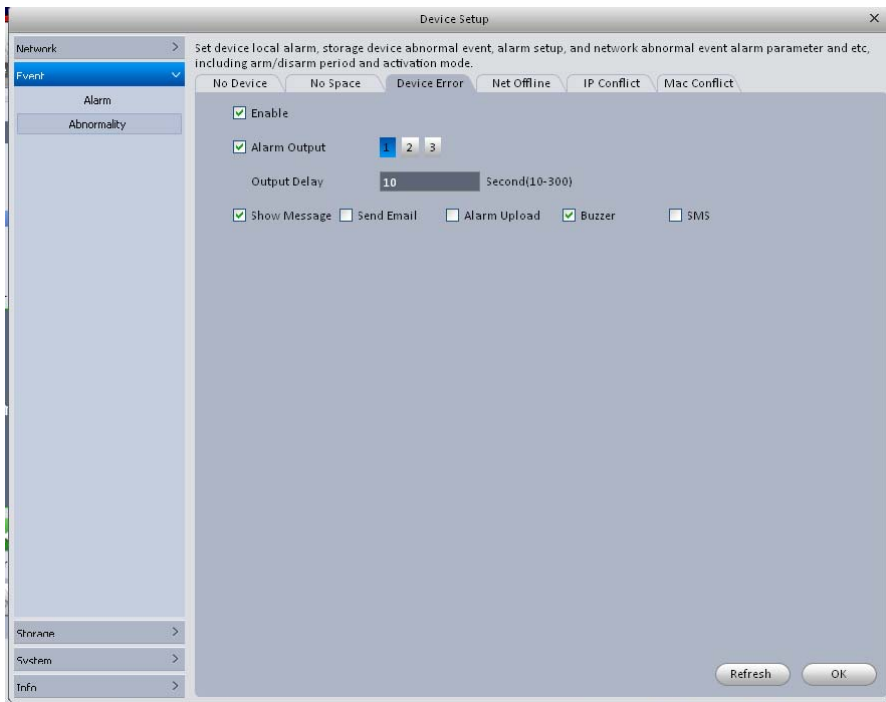 Device Setup
Network
Event
Alarm
Abnormality
Storage
System
Info
Set device local alarm, storage device abnormal event, alarm setup, and network abnormal event alarm parameter and etc,
including arm/disarm period and activation mode.
No Device No Space Device Error Net Offline IP Conflict Mac Conflict
Enable
Alarm Output 1 2 3
Output Delay 10 Second(10-300)
Show Message Send Email Alarm Upload Buzzer SMS
Refresh OK